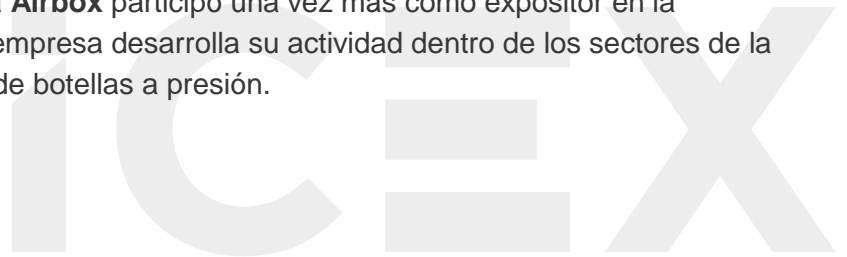 Airbox participó una vez más como expositor en la
empresa desarrolla su actividad dentro de los sectores de la
de botellas a presión.
ICEX